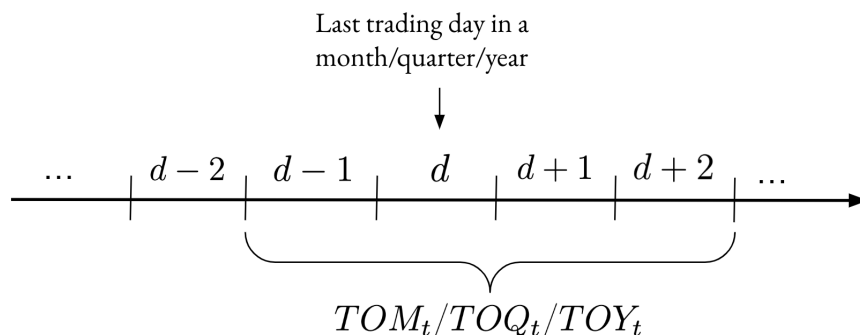 Last trading day in a
month/quarter/year
... d − 2 d − 1 d d + 1 d + 2 ...
TOM_t/TOQ_t/TOY_t